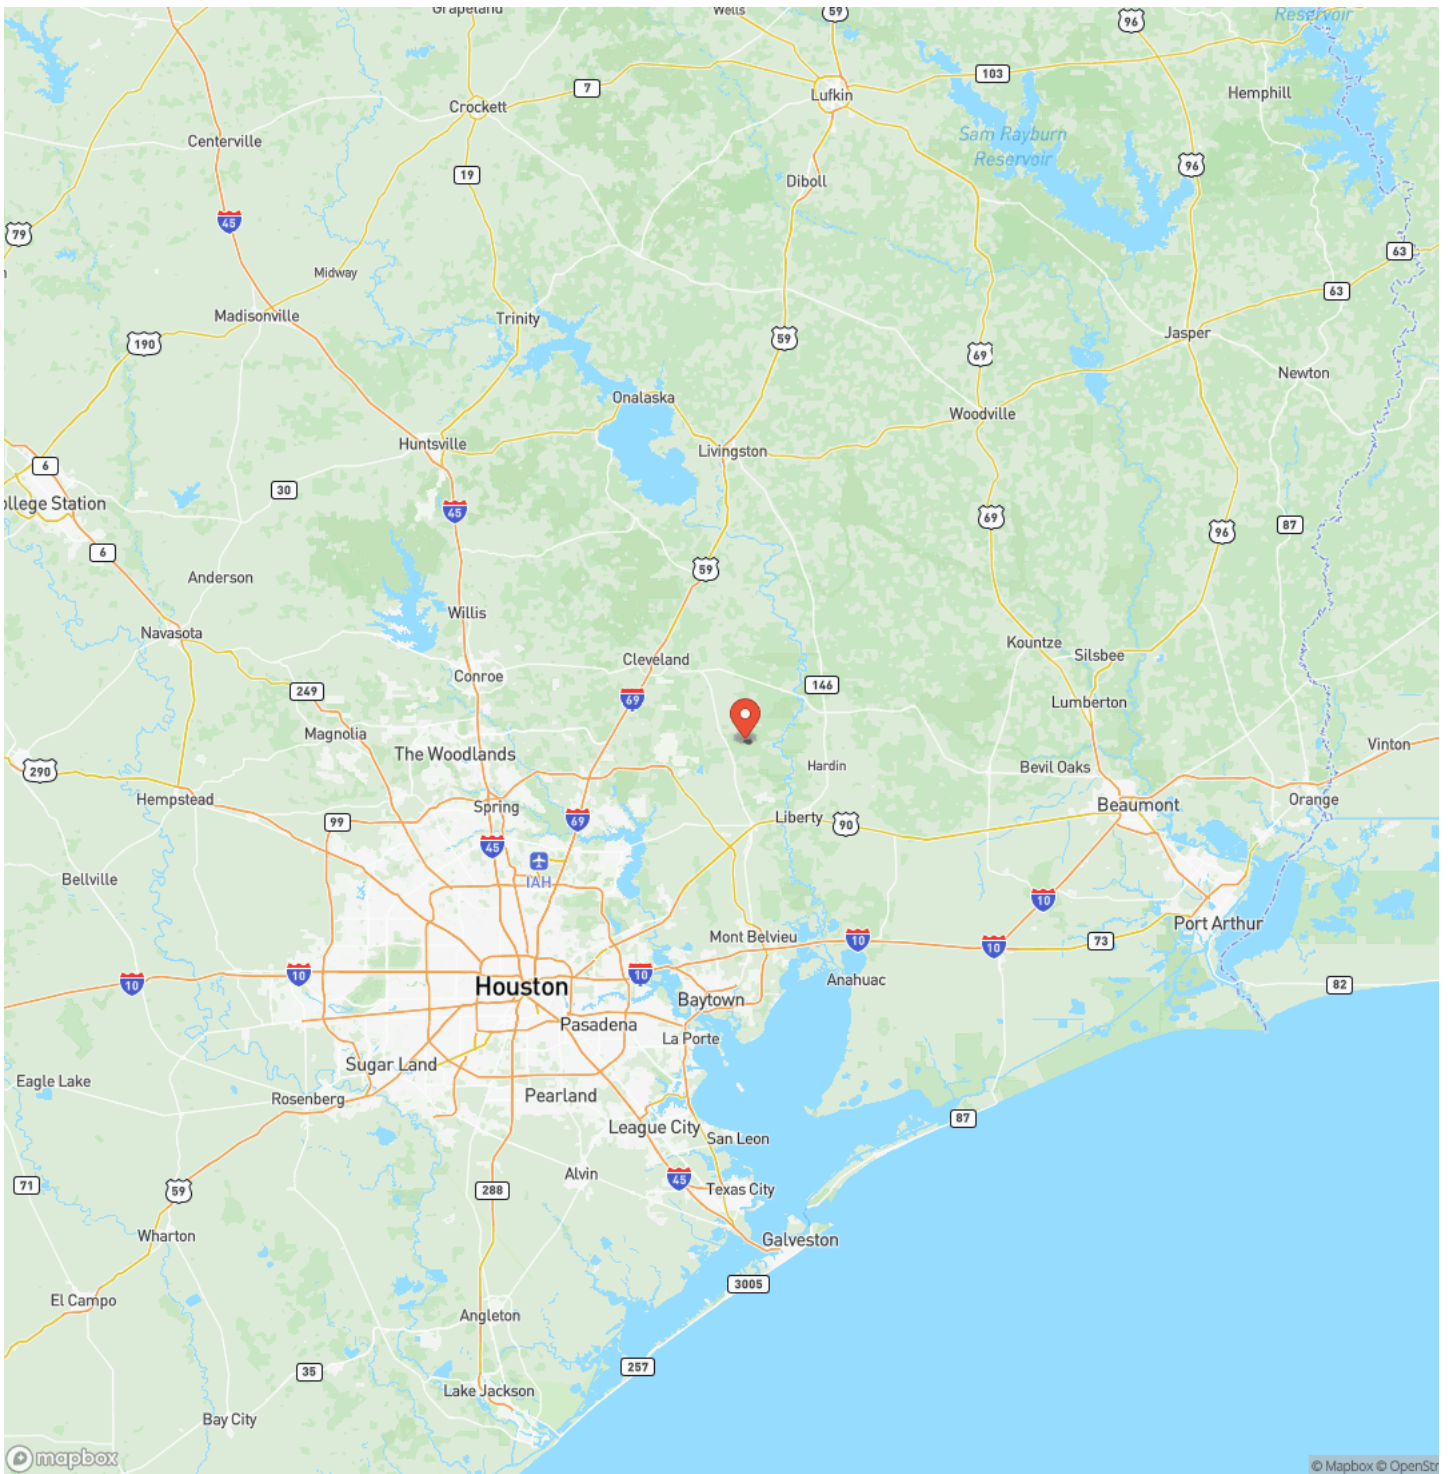 Grapeland
Wells
59
96
Reservoir
103
7
Lufkin
Hemphill
Crockett
Centerville
Sam Rayburn
Reservoir
96
19
Diboll
45
79
63
Midway
63
Madisonville
Trinity
59
Jasper
190
69
Newton
Onalaska
Woodville
Huntsville
Livingston
6
30
ollege Station
45
69
87
96
6
59
Anderson
Willis
Navasota
Kountze
Silsbee
Cleveland
Conroe
146
249
69
Lumberton
Magnolia
The Woodlands
Vinton
290
Hardin
Bevil Oaks
Hempstead
Spring
Orange
Beaumont
99
69
Liberty
90
45
IAH
Bellville
10
Port Arthur
Mont Belvieu
10
10
73
10
10
10
Anahuac
82
Houston
Baytown
Pasadena
La Porte
Sugar Land
Eagle Lake
Rosenberg
Pearland
87
League City
San Leon
Alvin
71
59
288
45
Texas City
Wharton
Galveston
3005
El Campo
Angleton
35
257
Lake Jackson
Bay City
mapbox
© Mapbox © OpenStr